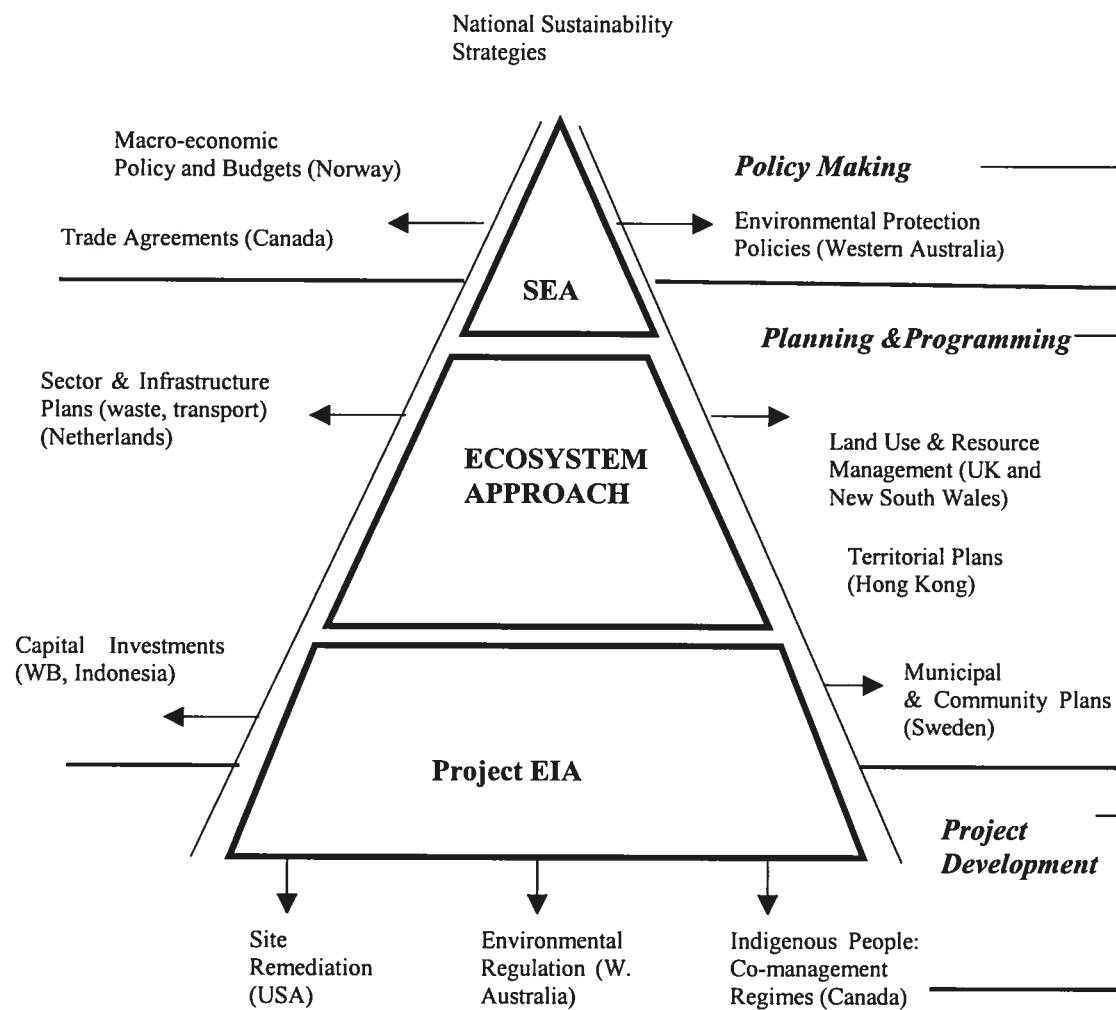 National Sustainability
Strategies
Macro-economic
Policy and Budgets (Norway)
Policy Making
Trade Agreements (Canada)
Environmental Protection
Policies (Western Australia)
SEA
Planning &Programming
Sector & Infrastructure
Plans (waste, transport)
(Netherlands)
ECOSYSTEM
APPROACH
Land Use & Resource
Management (UK and
New South Wales)
Territorial Plans
(Hong Kong)
Capital Investments
(WB, Indonesia)
Municipal
& Community Plans
(Sweden)
Project EIA
Project
Development
Site
Remediation
(USA)
Environmental
Regulation (W.
Australia)
Indigenous People:
Co-management
Regimes (Canada)